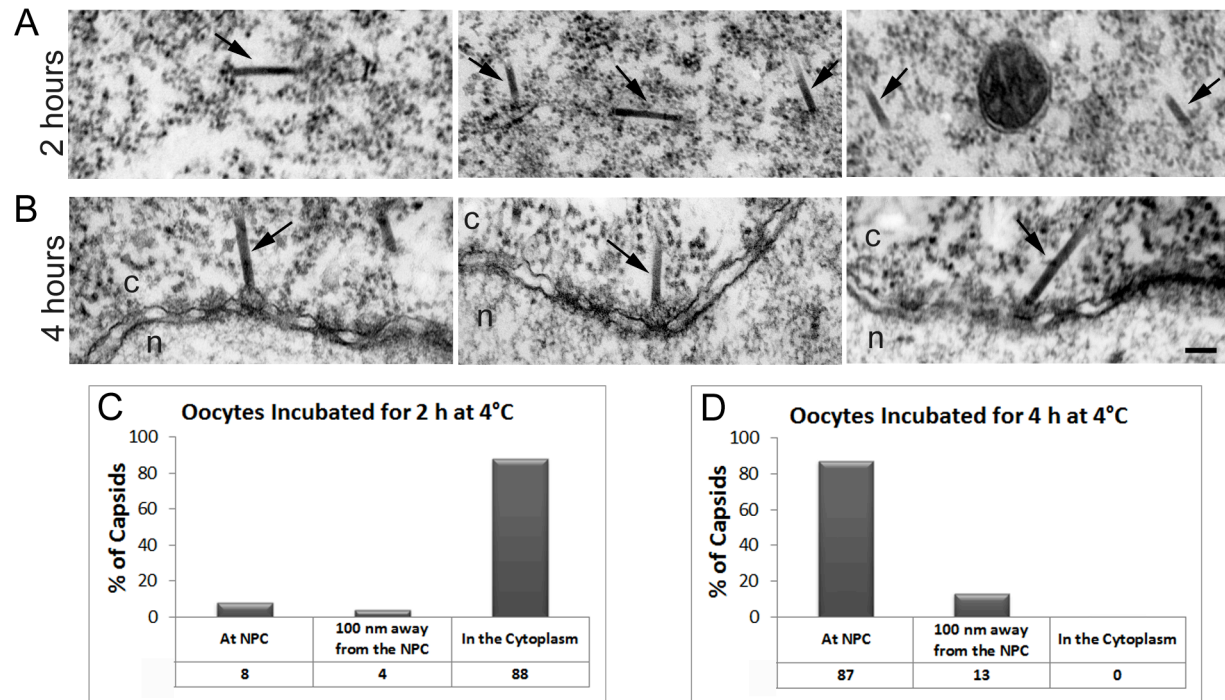 A
2 hours
B
4 hours
c
n
c
n
c
n
C
Oocytes Incubated for 2 h at 4°C
% of Capsids
100
80
60
40
20
0
At NPC
100 nm away
from the NPC
In the Cytoplasm
8
4
88
D
Oocytes Incubated for 4 h at 4°C
% of Capsids
100
80
60
40
20
0
At NPC
100 nm away
from the NPC
In the Cytoplasm
87
13
0